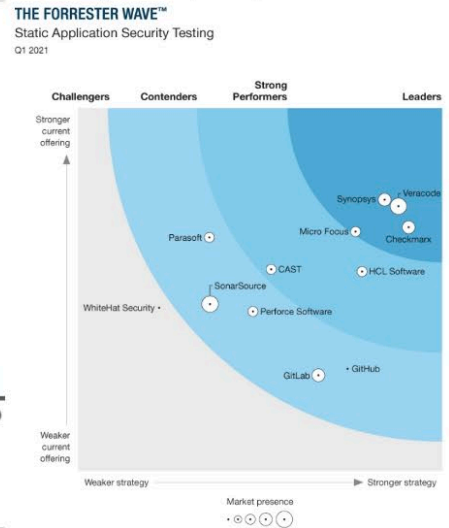 THE FORRESTER WAVE™
Static Application Security Testing
Q1 2021
Challengers
Contenders
Strong
Performers
Leaders
Stronger
current
offering
Synopsys
Veracode
Micro Focus
Checkmarx
Parasoft
CAST
HCL Software
SonarSource
WhiteHat Security
Perforce Software
GitLab
GitHub
Weaker
current
offering
Weaker strategy
Stronger strategy
Market presence